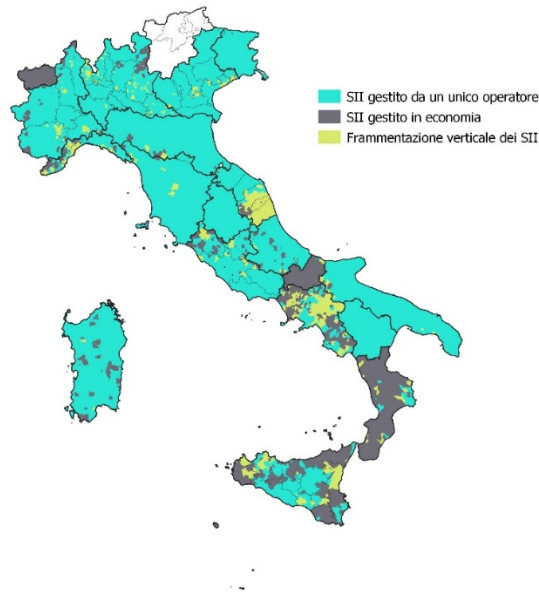 SII gestito da un unico operatore
SII gestito in economia
Frammentazione verticale dei SII